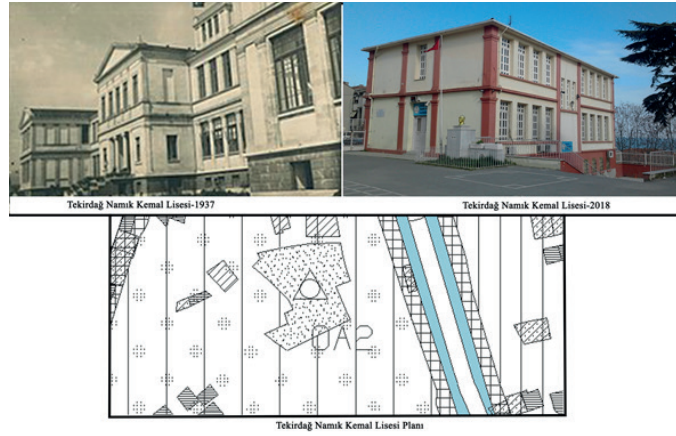 Tekirdağ Namık Kemal Lisesi-1937
Tekirdağ Namık Kemal Lisesi-2018
OA2
Tekirdağ Namık Kemal Lisesi Planı